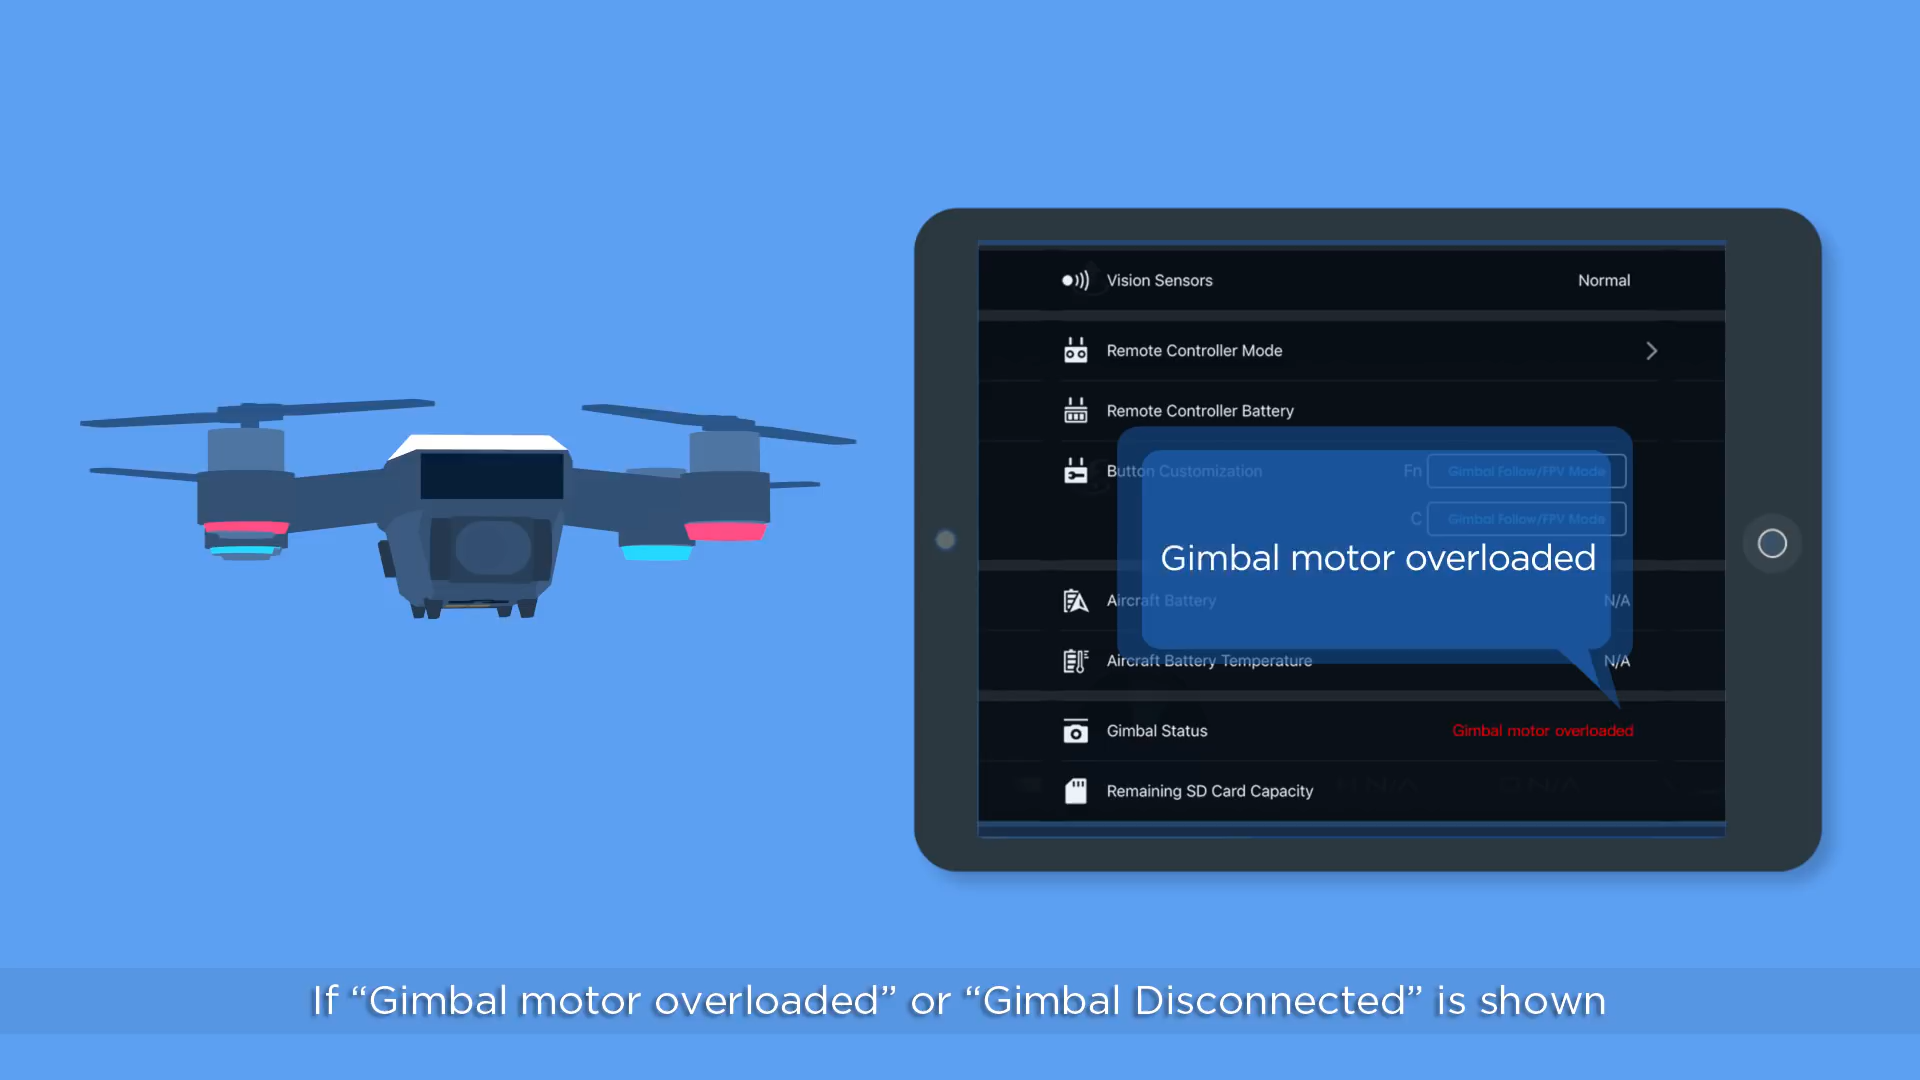 Vision Sensors Normal
Remote Controller Mode
Remote Controller Battery
Button Customization Fn Gimbal Follow/FPV Mode
C Gimbal Follow/FPV Mode
Gimbal motor overloaded
Aircraft Battery N/A
Aircraft Battery Temperature N/A
Gimbal Status Gimbal motor overloaded
Remaining SD Card Capacity
If “Gimbal motor overloaded” or “Gimbal Disconnected” is shown